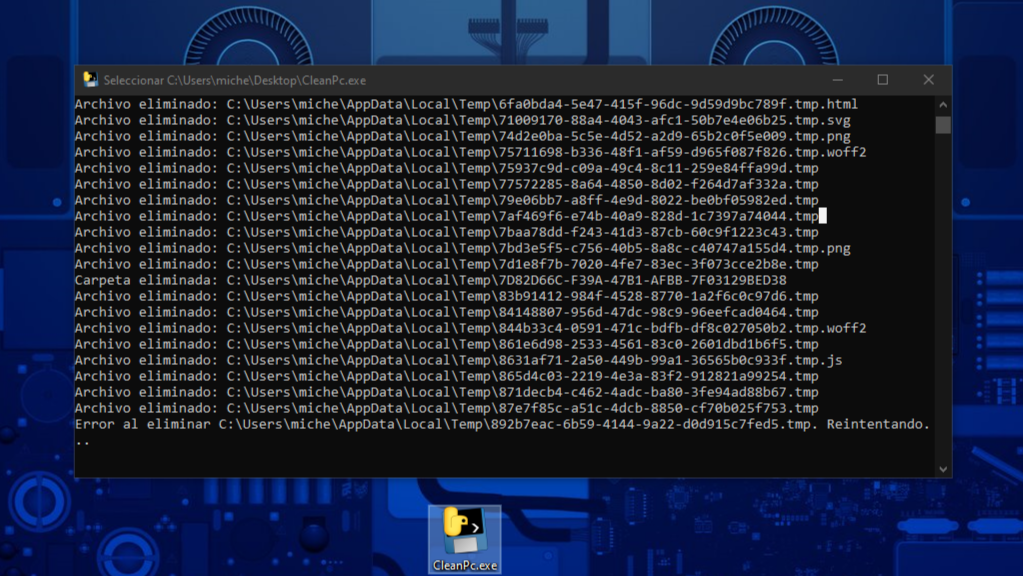 Seleccionar C:\Users\miche\Desktop\CleanPc.exe
Archivo eliminado: C:\Users\miche\AppData\Local\Temp\6fa0bda4-5e47-415f-96dc-9d59d9bc789f.tmp.html
Archivo eliminado: C:\Users\miche\AppData\Local\Temp\71009170-88a4-4043-afc1-50b7e4e06b25.tmp.svg
Archivo eliminado: C:\Users\miche\AppData\Local\Temp\74d2e0ba-5c5e-4d52-a2d9-65b2c0f5e009.tmp.png
Archivo eliminado: C:\Users\miche\AppData\Local\Temp\75711698-b336-48f1-af59-d965f087f826.tmp.woff2
Archivo eliminado: C:\Users\miche\AppData\Local\Temp\75937c9d-c09a-49c4-8c11-259e84ffa99d.tmp
Archivo eliminado: C:\Users\miche\AppData\Local\Temp\77572285-8a64-4850-8d02-f264d7af332a.tmp
Archivo eliminado: C:\Users\miche\AppData\Local\Temp\79e06bb7-a8ff-4e9d-8022-be0bf05982ed.tmp
Archivo eliminado: C:\Users\miche\AppData\Local\Temp\7af469f6-e74b-40a9-828d-1c7397a74044.tmp
Archivo eliminado: C:\Users\miche\AppData\Local\Temp\7baa78dd-f243-41d3-87cb-60c9f1223c43.tmp
Archivo eliminado: C:\Users\miche\AppData\Local\Temp\7bd3e5f5-c756-40b5-8a8c-c40747a155d4.tmp.png
Archivo eliminado: C:\Users\miche\AppData\Local\Temp\7d1e8f7b-7020-4fe7-83ec-3f073cce2b8e.tmp
Carpeta eliminada: C:\Users\miche\AppData\Local\Temp\7D82D66C-F39A-47B1-AFBB-7F03129BED38
Archivo eliminado: C:\Users\miche\AppData\Local\Temp\83b91412-984f-4528-8770-1a2f6c0c97d6.tmp
Archivo eliminado: C:\Users\miche\AppData\Local\Temp\84148807-956d-47dc-98c9-96eefcad0464.tmp
Archivo eliminado: C:\Users\miche\AppData\Local\Temp\844b33c4-0591-471c-bdfb-df8c027050b2.tmp.woff2
Archivo eliminado: C:\Users\miche\AppData\Local\Temp\861e6d98-2533-4561-83c0-2601dbd1b6f5.tmp
Archivo eliminado: C:\Users\miche\AppData\Local\Temp\8631af71-2a50-449b-99a1-36565b0c933f.tmp.js
Archivo eliminado: C:\Users\miche\AppData\Local\Temp\865d4c03-2219-4e3a-83f2-912821a99254.tmp
Archivo eliminado: C:\Users\miche\AppData\Local\Temp\871decb4-c462-4adc-ba80-3fe94ad88b67.tmp
Archivo eliminado: C:\Users\miche\AppData\Local\Temp\87e7f85c-a51c-4dcb-8850-cf70b025f753.tmp
Error al eliminar C:\Users\miche\AppData\Local\Temp\892b7eac-6b59-4144-9a22-d0d915c7fed5.tmp. Reintentando.
..
CleanPc.exe